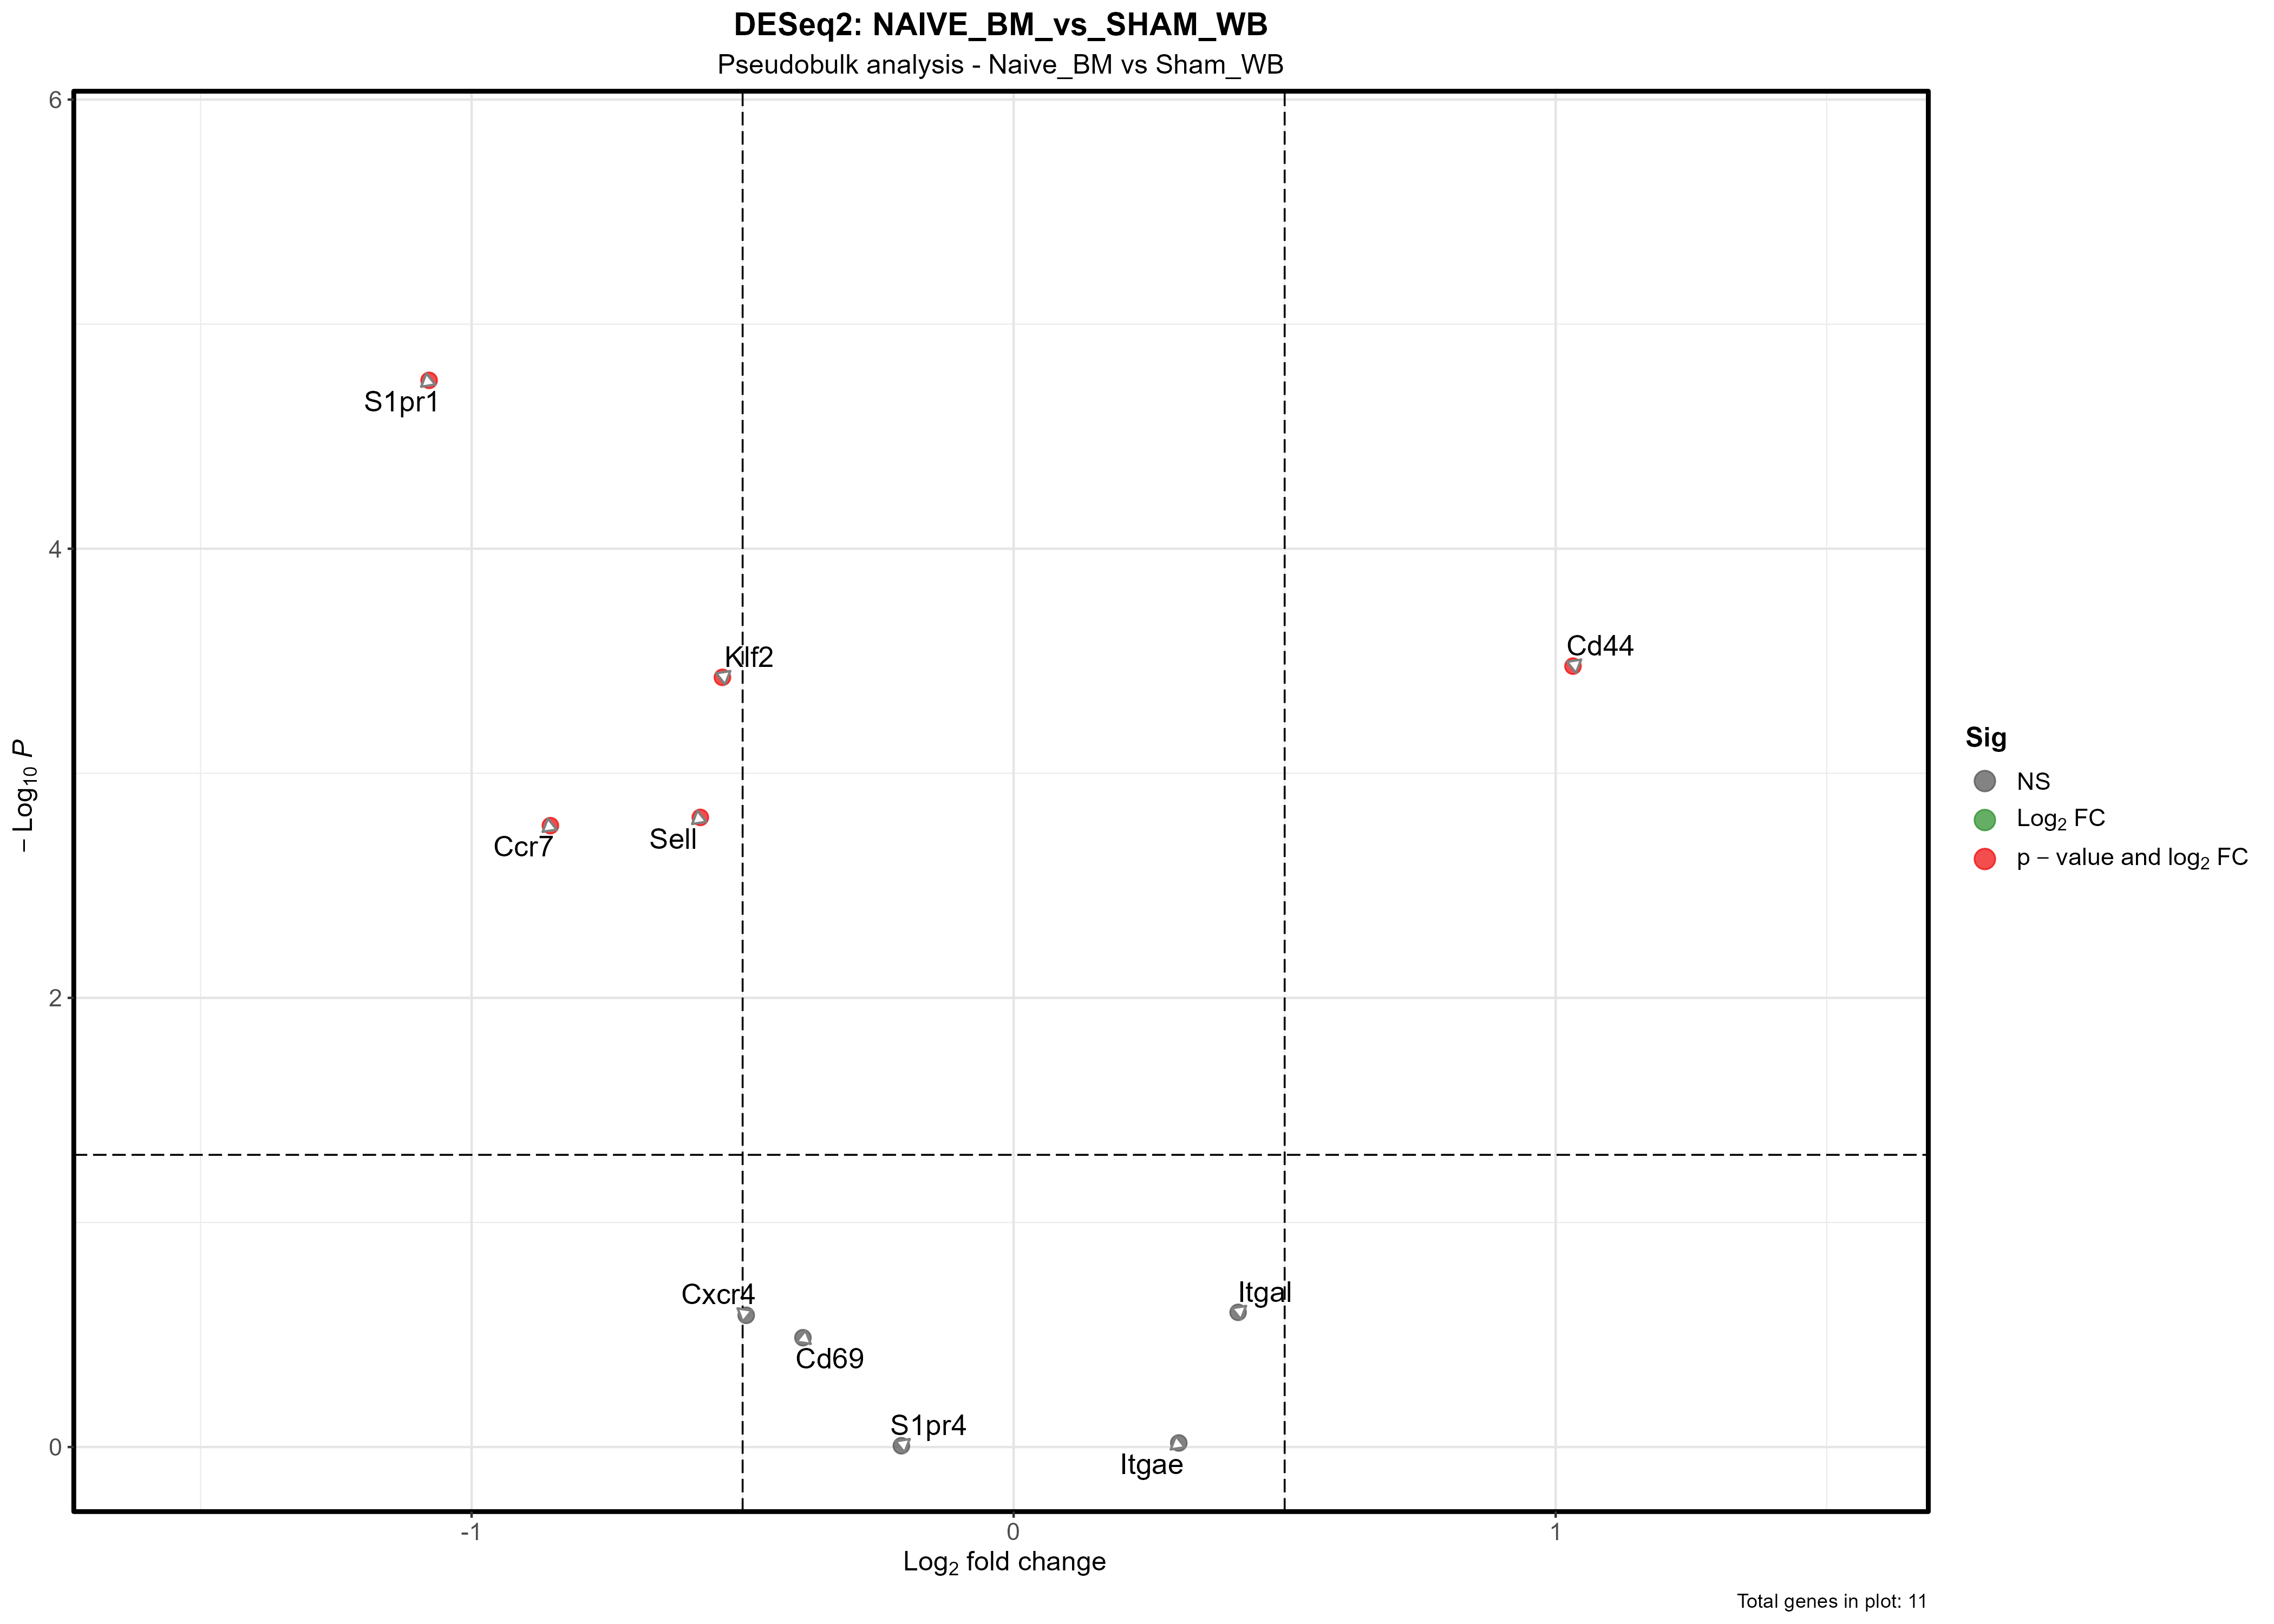 DESeq2: NAIVE_BM_vs_SHAM_WB
Pseudobulk analysis - Naive_BM vs Sham_WB
6
4
2
0
− Log10 P
S1pr1
Klf2
Cd44
Ccr7
Sell
Cxcr4
Itgal
Cd69
S1pr4
Itgae
-1
0
1
Log2 fold change
Sig
NS
Log2 FC
p − value and log2 FC
Total genes in plot: 11